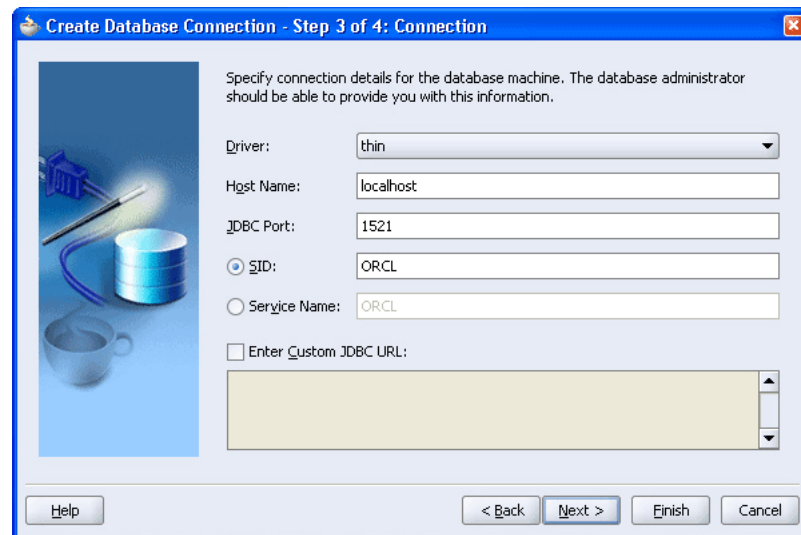 Create Database Connection - Step 3 of 4: Connection
Specify connection details for the database machine. The database administrator
should be able to provide you with this information.
Driver: thin
Host Name: localhost
JDBC Port: 1521
SID: ORCL
Service Name: ORCL
Enter Custom JDBC URL:
Help < Back Next > Finish Cancel